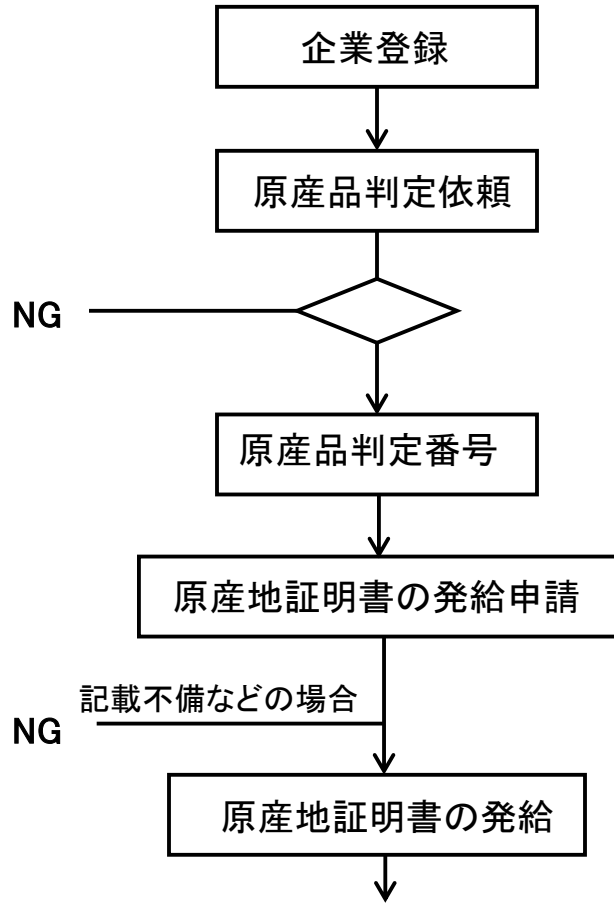 企業登録
原産品判定依頼
NG
原産品判定番号
原産地証明書の発給申請
記載不備などの場合
NG
原産地証明書の発給